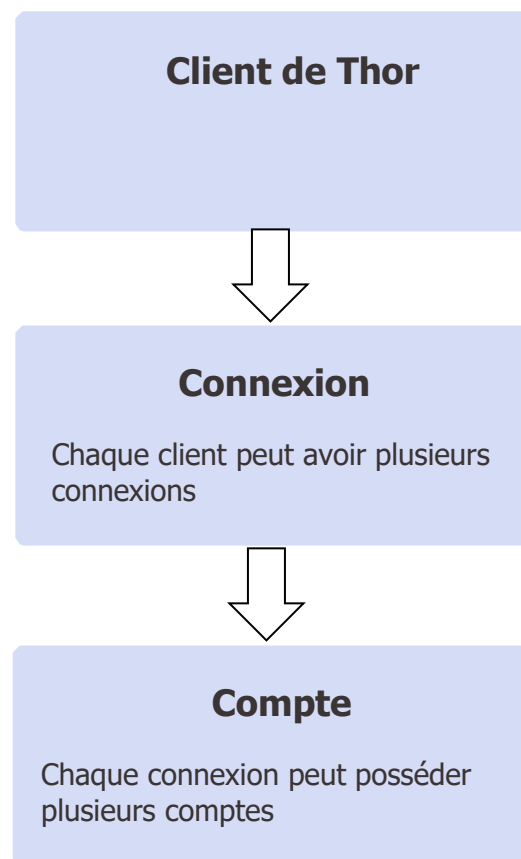 Client de Thor
Connexion
Chaque client peut avoir plusieurs
connexions
Compte
Chaque connexion peut posséder
plusieurs comptes